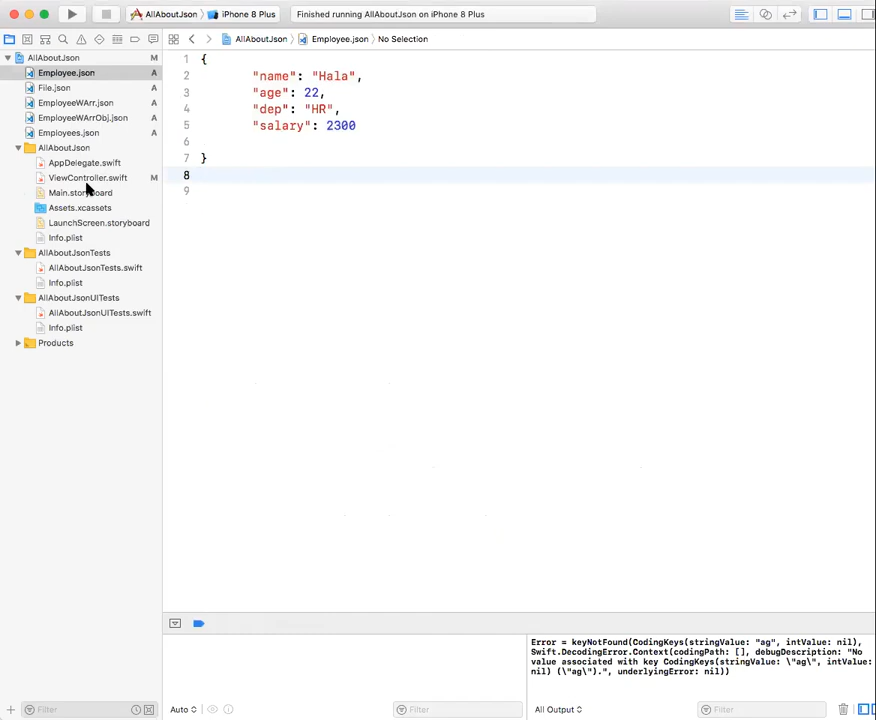 AllAboutJson 〉 iPhone 8 Plus
Finished running AllAboutJson on iPhone 8 Plus
AllAboutJson 〉 Employee.json 〉 No Selection
AllAboutJson M
Employee.json A
File.json A
EmployeeWArr.json A
EmployeeWArrObj.json A
Employees.json A
AllAboutJson
AppDelegate.swift
ViewController.swift M
Main.storyboard
Assets.xcassets
LaunchScreen.storyboard
Info.plist
AllAboutJsonTests
AllAboutJsonTests.swift
Info.plist
AllAboutJsonUITests
AllAboutJsonUITests.swift
Info.plist
Products
1 {
2 "name": "Hala",
3 "age": 22,
4 "dep": "HR",
5 "salary": 2300
6
7 }
8
9
Error = keyNotFound(CodingKeys(stringValue: "ag", intValue: nil),
Swift.DecodingError.Context(codingPath: [], debugDescription: "No
value associated with key CodingKeys(stringValue: \"ag\", intValue:
nil) (\"ag\").", underlyingError: nil))
Filter
Auto
Filter
All Output
Filter